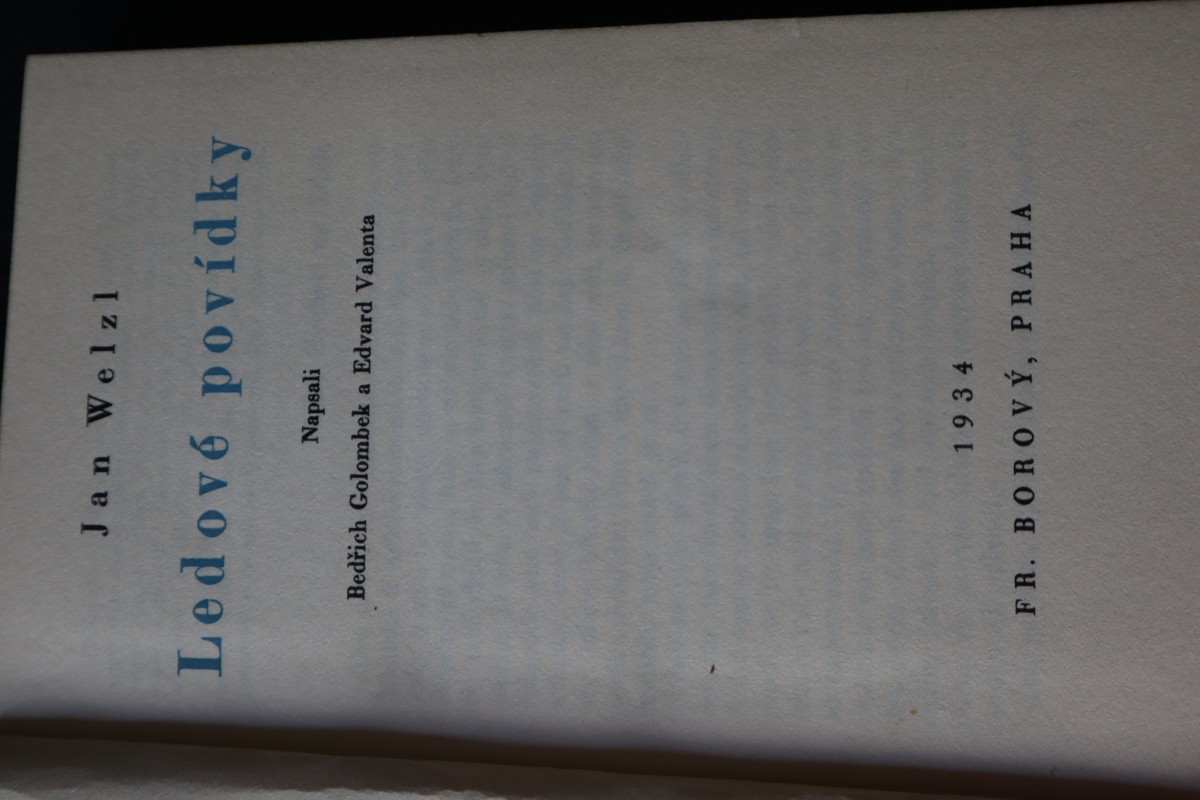 Jan Welzl
Ledové povídky
Napsali
Bedřich Golombek a Edvard Valenta
1934
FR. BOROVÝ, PRAHA